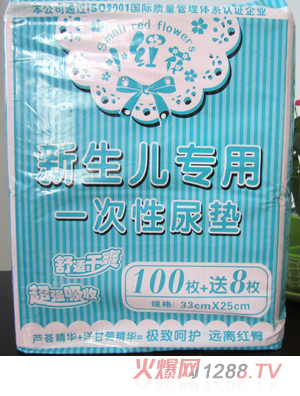 本公司通过ISO9001国际质量管理体系认证企业
Small red flowers
小红花
新生儿专用
一次性尿垫
舒适干爽
超强吸收
100枚+送8枚
规格: 33cmX25cm
芦荟精华+洋甘菊精华= 极致呵护 远离红臀
火爆网1288.TV